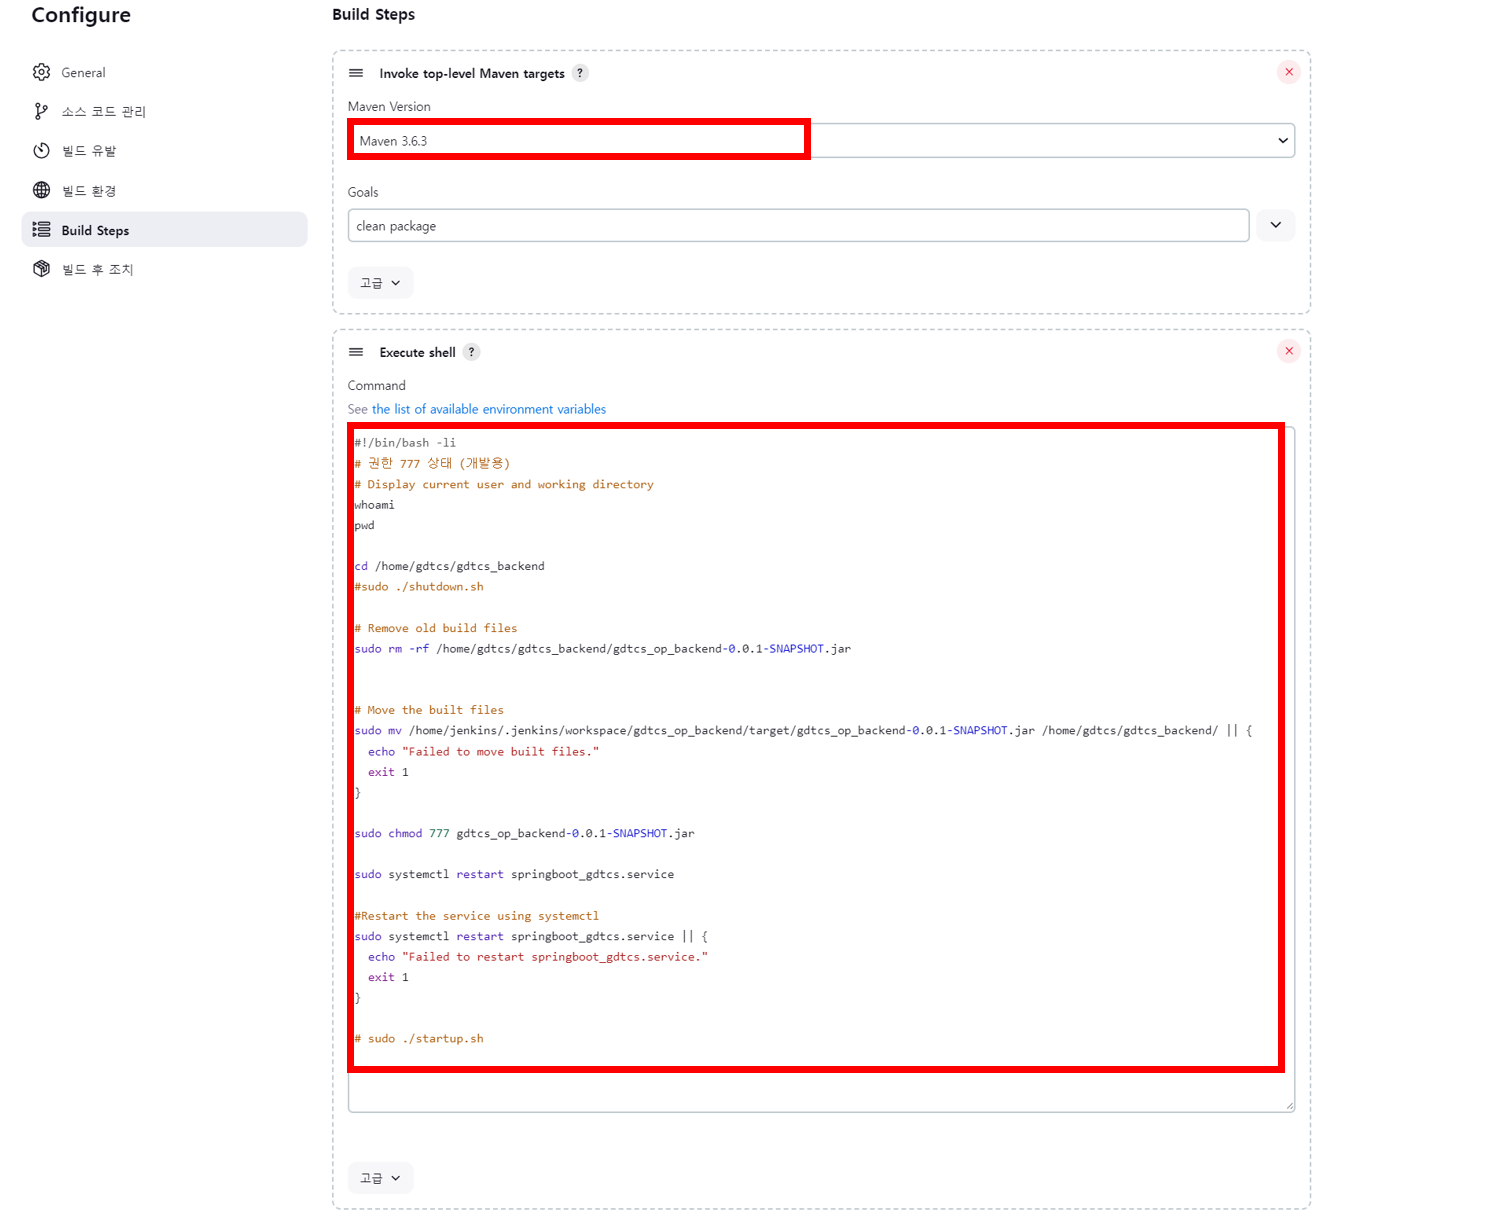 Configure
General
소스 코드 관리
빌드 유발
빌드 환경
Build Steps
빌드 후 조치
Build Steps
Invoke top-level Maven targets ?
Maven Version
Maven 3.6.3
Goals
clean package
고급
Execute shell ?
Command
See the list of available environment variables
#!/bin/bash -li
# 권한 777 상태 (개발용)
# Display current user and working directory
whoami
pwd
cd /home/gdtcs/gdtcs_backend
#sudo ./shutdown.sh
# Remove old build files
sudo rm -rf /home/gdtcs/gdtcs_backend/gdtcs_op_backend-0.0.1-SNAPSHOT.jar
# Move the built files
sudo mv /home/jenkins/.jenkins/workspace/gdtcs_op_backend/target/gdtcs_op_backend-0.0.1-SNAPSHOT.jar /home/gdtcs/gdtcs_backend/ || {
  echo "Failed to move built files."
  exit 1
}
sudo chmod 777 gdtcs_op_backend-0.0.1-SNAPSHOT.jar
sudo systemctl restart springboot_gdtcs.service
#Restart the service using systemctl
sudo systemctl restart springboot_gdtcs.service || {
  echo "Failed to restart springboot_gdtcs.service."
  exit 1
}
# sudo ./startup.sh
고급